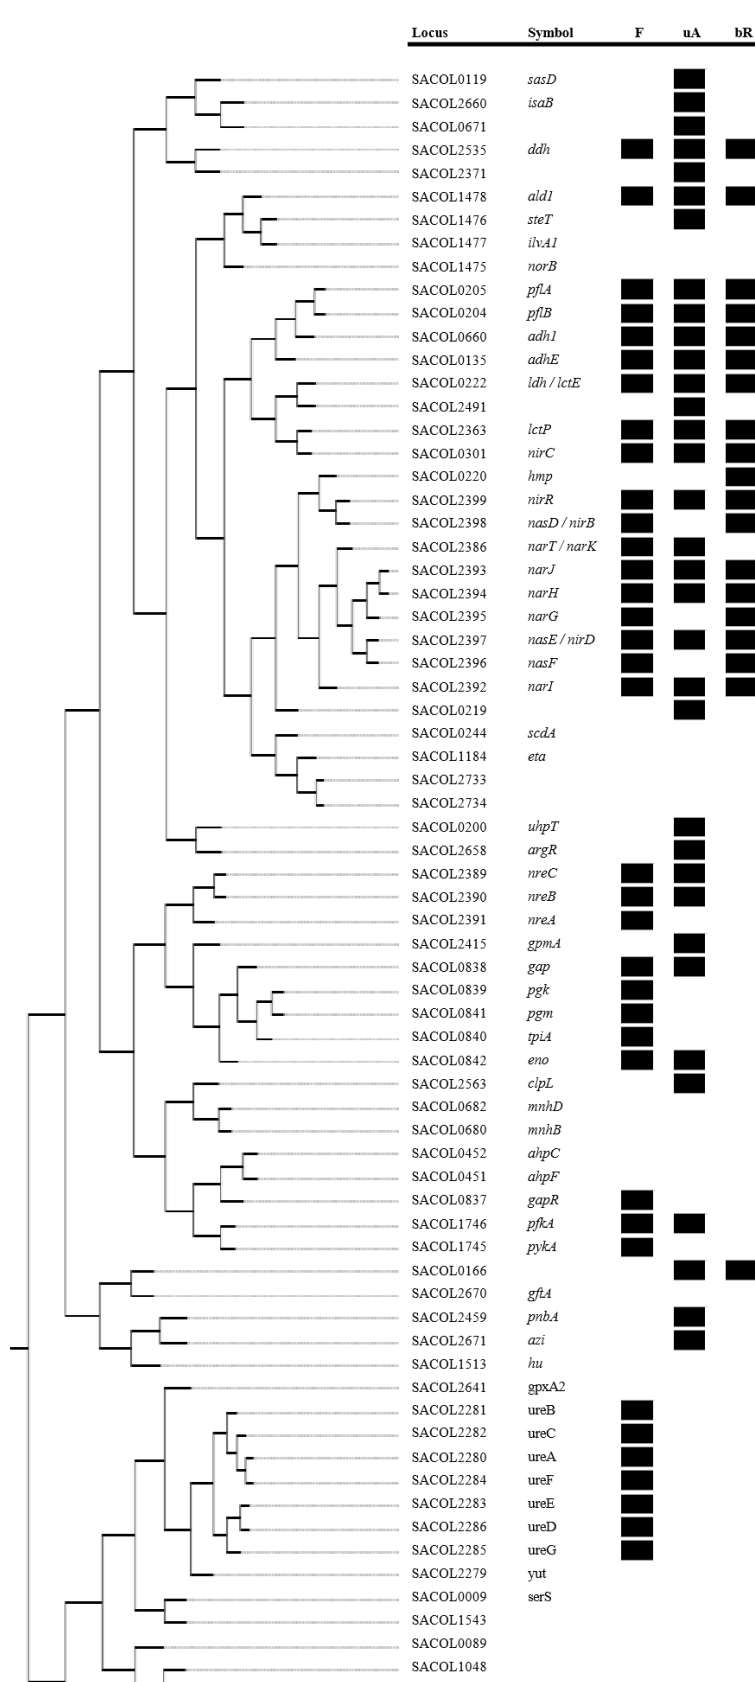 Locus Symbol F uA bR
SACOL0119 sasD
SACOL2660 isaB
SACOL0671
SACOL2535 ddh
SACOL2371
SACOL1478 ald1
SACOL1476 steT
SACOL1477 ilvA1
SACOL1475 norB
SACOL0205 pflA
SACOL0204 pflB
SACOL0660 adh1
SACOL0135 adhE
SACOL0222 ldh / lctE
SACOL2491
SACOL2363 lctP
SACOL0301 nirC
SACOL0220 hmp
SACOL2399 nirR
SACOL2398 nasD / nirB
SACOL2386 narT / narK
SACOL2393 narJ
SACOL2394 narH
SACOL2395 narG
SACOL2397 nasE / nirD
SACOL2396 nasF
SACOL2392 narI
SACOL0219
SACOL0244 scdA
SACOL1184 eta
SACOL2733
SACOL2734
SACOL0200 uhpT
SACOL2658 argR
SACOL2389 nreC
SACOL2390 nreB
SACOL2391 nreA
SACOL2415 gpmA
SACOL0838 gap
SACOL0839 pgk
SACOL0841 pgm
SACOL0840 tpiA
SACOL0842 eno
SACOL2563 clpL
SACOL0682 mnhD
SACOL0680 mnhB
SACOL0452 ahpC
SACOL0451 ahpF
SACOL0837 gapR
SACOL1746 pfkA
SACOL1745 pykA
SACOL0166
SACOL2670 gftA
SACOL2459 pnbA
SACOL2671 azi
SACOL1513 hu
SACOL2641 gpxA2
SACOL2281 ureB
SACOL2282 ureC
SACOL2280 ureA
SACOL2284 ureF
SACOL2283 ureE
SACOL2286 ureD
SACOL2285 ureG
SACOL2279 yut
SACOL0009 serS
SACOL1543
SACOL0089
SACOL1048